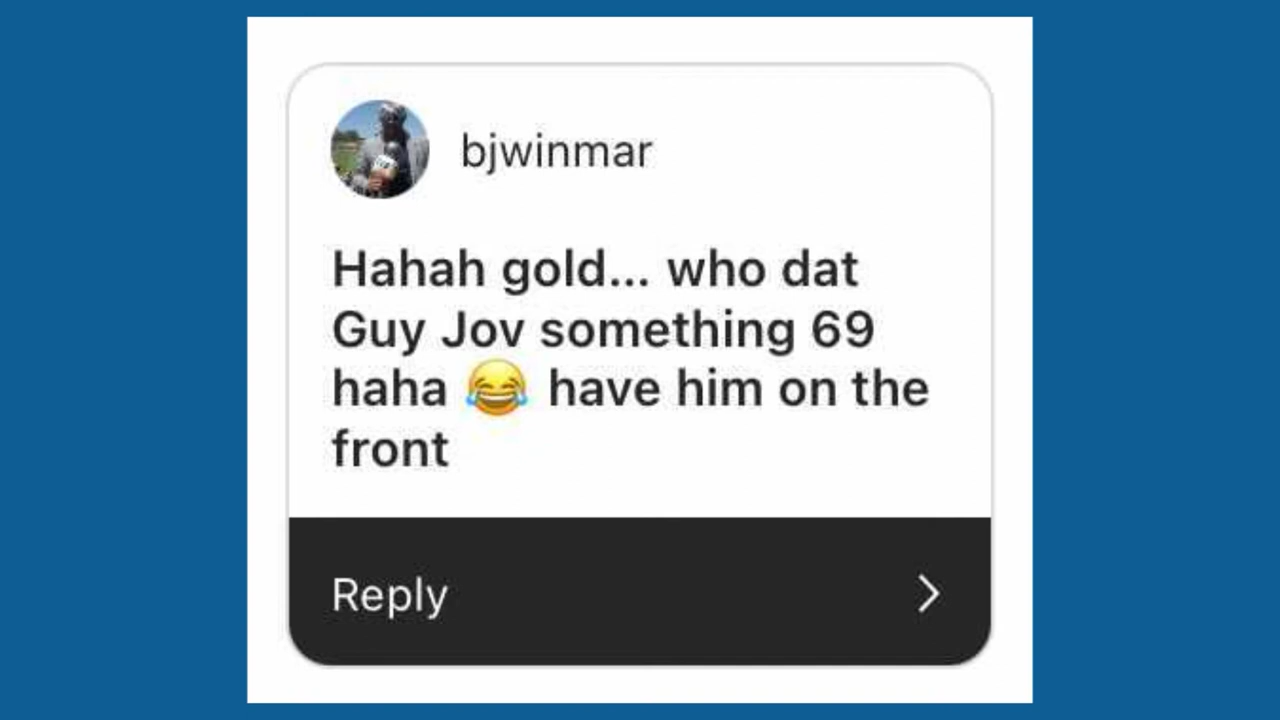 bjwinmar
Hahah gold... who dat
Guy Jov something 69
haha 😂 have him on the
front
Reply